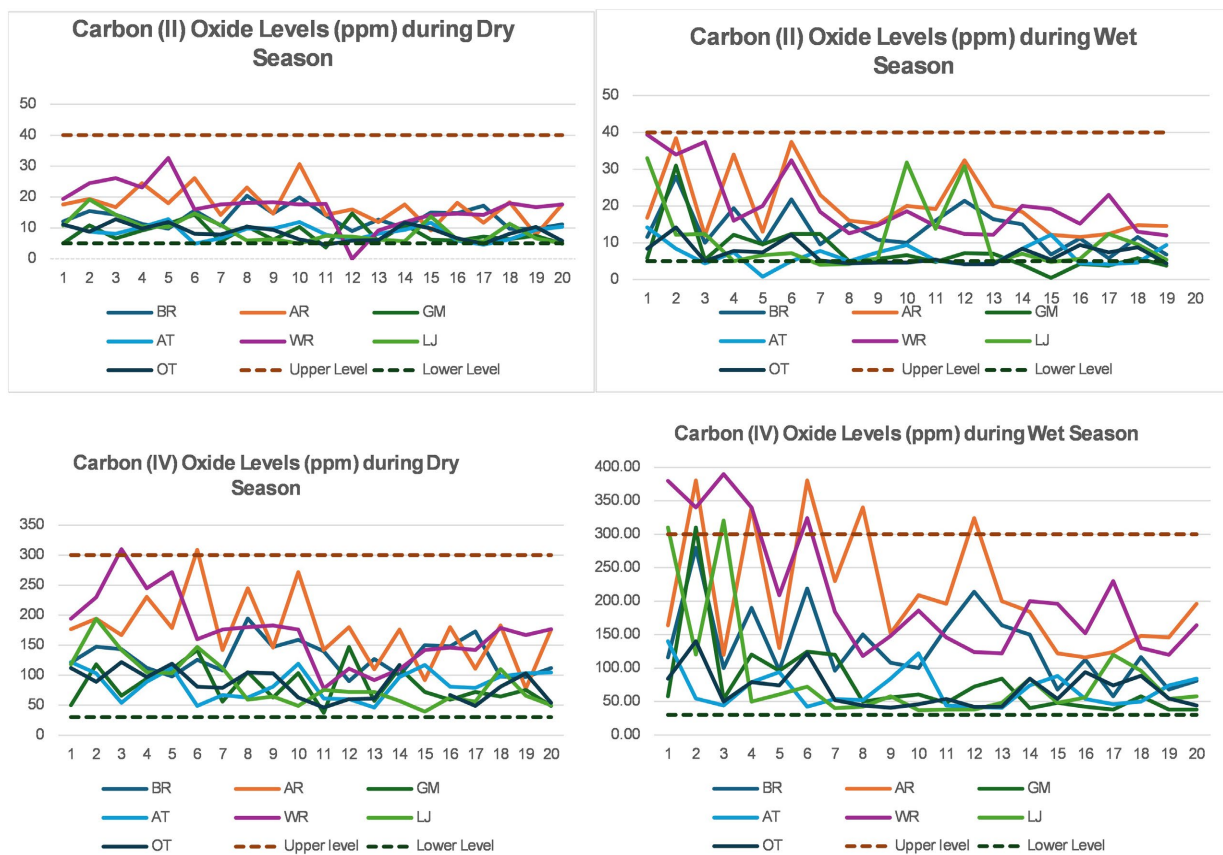 Carbon (II) Oxide Levels (ppm) during Dry
Season
50
40
30
20
10
0
1 2 3 4 5 6 7 8 9 10 11 12 13 14 15 16 17 18 19 20
BR AR GM
AT WR LJ
OT Upper Level Lower Level
Carbon (II) Oxide Levels (ppm) during Wet
Season
50
40
30
20
10
0
1 2 3 4 5 6 7 8 9 10 11 12 13 14 15 16 17 18 19 20
BR AR GM
AT WR LJ
OT Upper Level Lower Level
Carbon (IV) Oxide Levels (ppm) during Dry
Season
350
300
250
200
150
100
50
0
1 2 3 4 5 6 7 8 9 10 11 12 13 14 15 16 17 18 19 20
BR AR GM
AT WR LJ
OT Upper level Lower Level
Carbon (IV) Oxide Levels (ppm) during Wet Season
400.00
350.00
300.00
250.00
200.00
150.00
100.00
50.00
0.00
1 2 3 4 5 6 7 8 9 10 11 12 13 14 15 16 17 18 19 20
BR AR GM
AT WR LJ
OT Upper level Lower Level